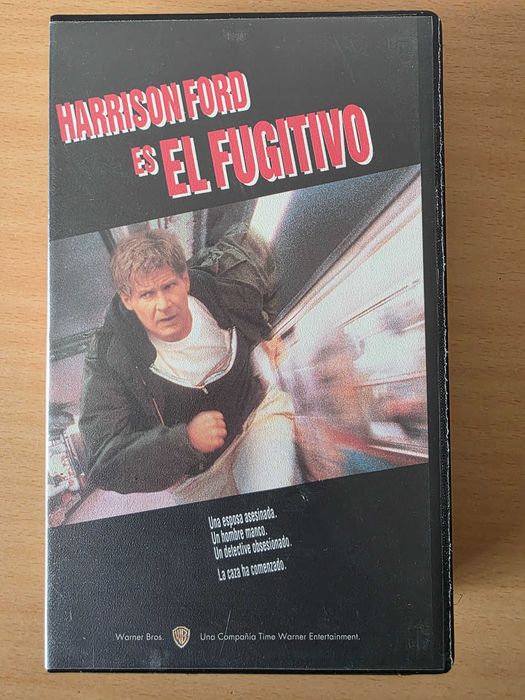 HARRISON FORD
ES EL FUGITIVO
Una esposa asesinada.
Un hombre manco.
Un detective obsesionado.
La caza ha comenzado.
Warner Bros. WB Una Compañía Time Warner Entertainment.